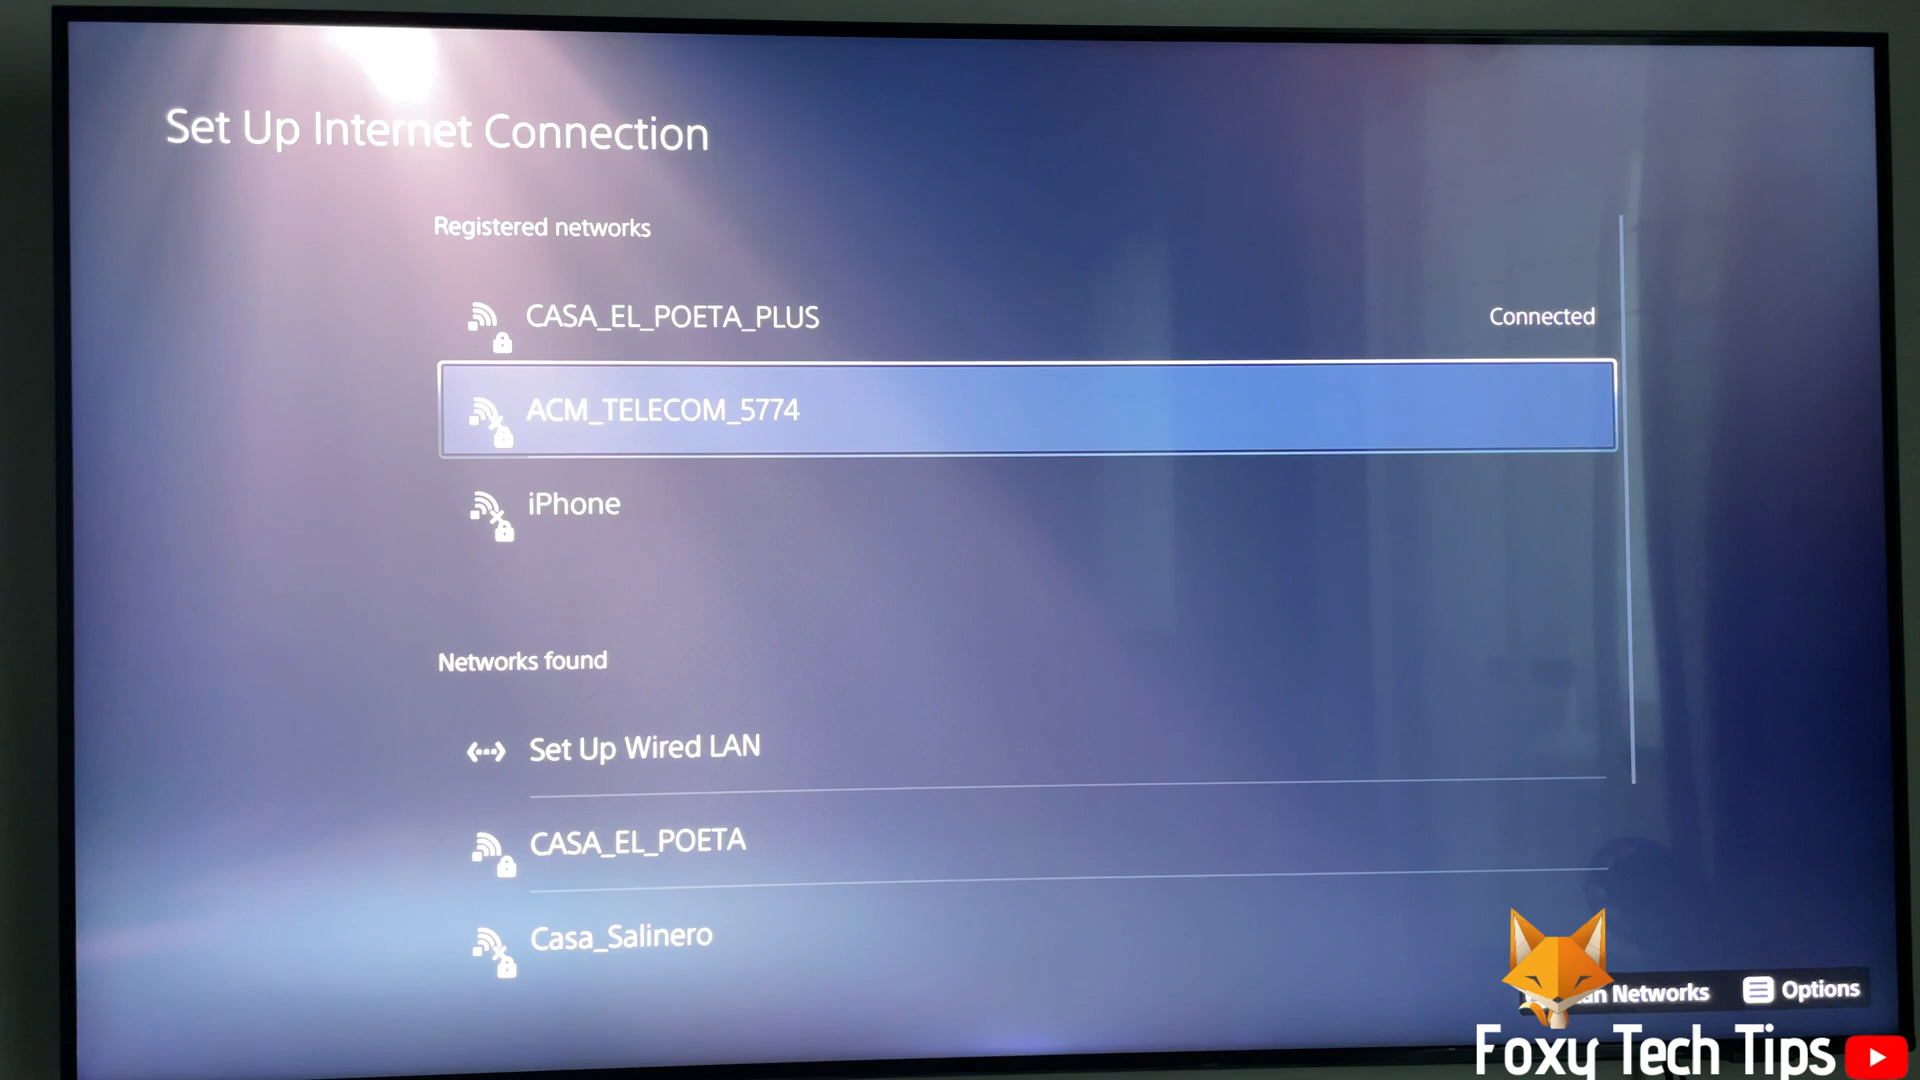 Set Up Internet Connection
Registered networks
CASA_EL_POETA_PLUS
Connected
ACM_TELECOM_5774
iPhone
Networks found
Set Up Wired LAN
CASA_EL_POETA
Casa_Salinero
Networks
Options
Foxy Tech Tips